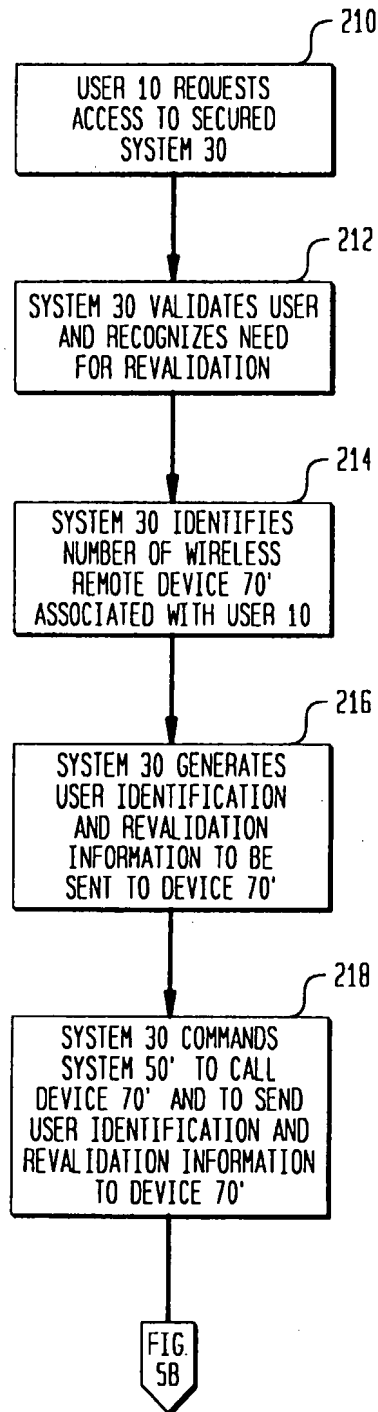 210
USER 10 REQUESTS
ACCESS TO SECURED
SYSTEM 30
212
SYSTEM 30 VALIDATES USER
AND RECOGNIZES NEED
FOR REVALIDATION
214
SYSTEM 30 IDENTIFIES
NUMBER OF WIRELESS
REMOTE DEVICE 70'
ASSOCIATED WITH USER 10
216
SYSTEM 30 GENERATES
USER IDENTIFICATION
AND REVALIDATION
INFORMATION TO BE
SENT TO DEVICE 70'
218
SYSTEM 30 COMMANDS
SYSTEM 50' TO CALL
DEVICE 70' AND TO SEND
USER IDENTIFICATION AND
REVALIDATION INFORMATION
TO DEVICE 70'
FIG.
5B